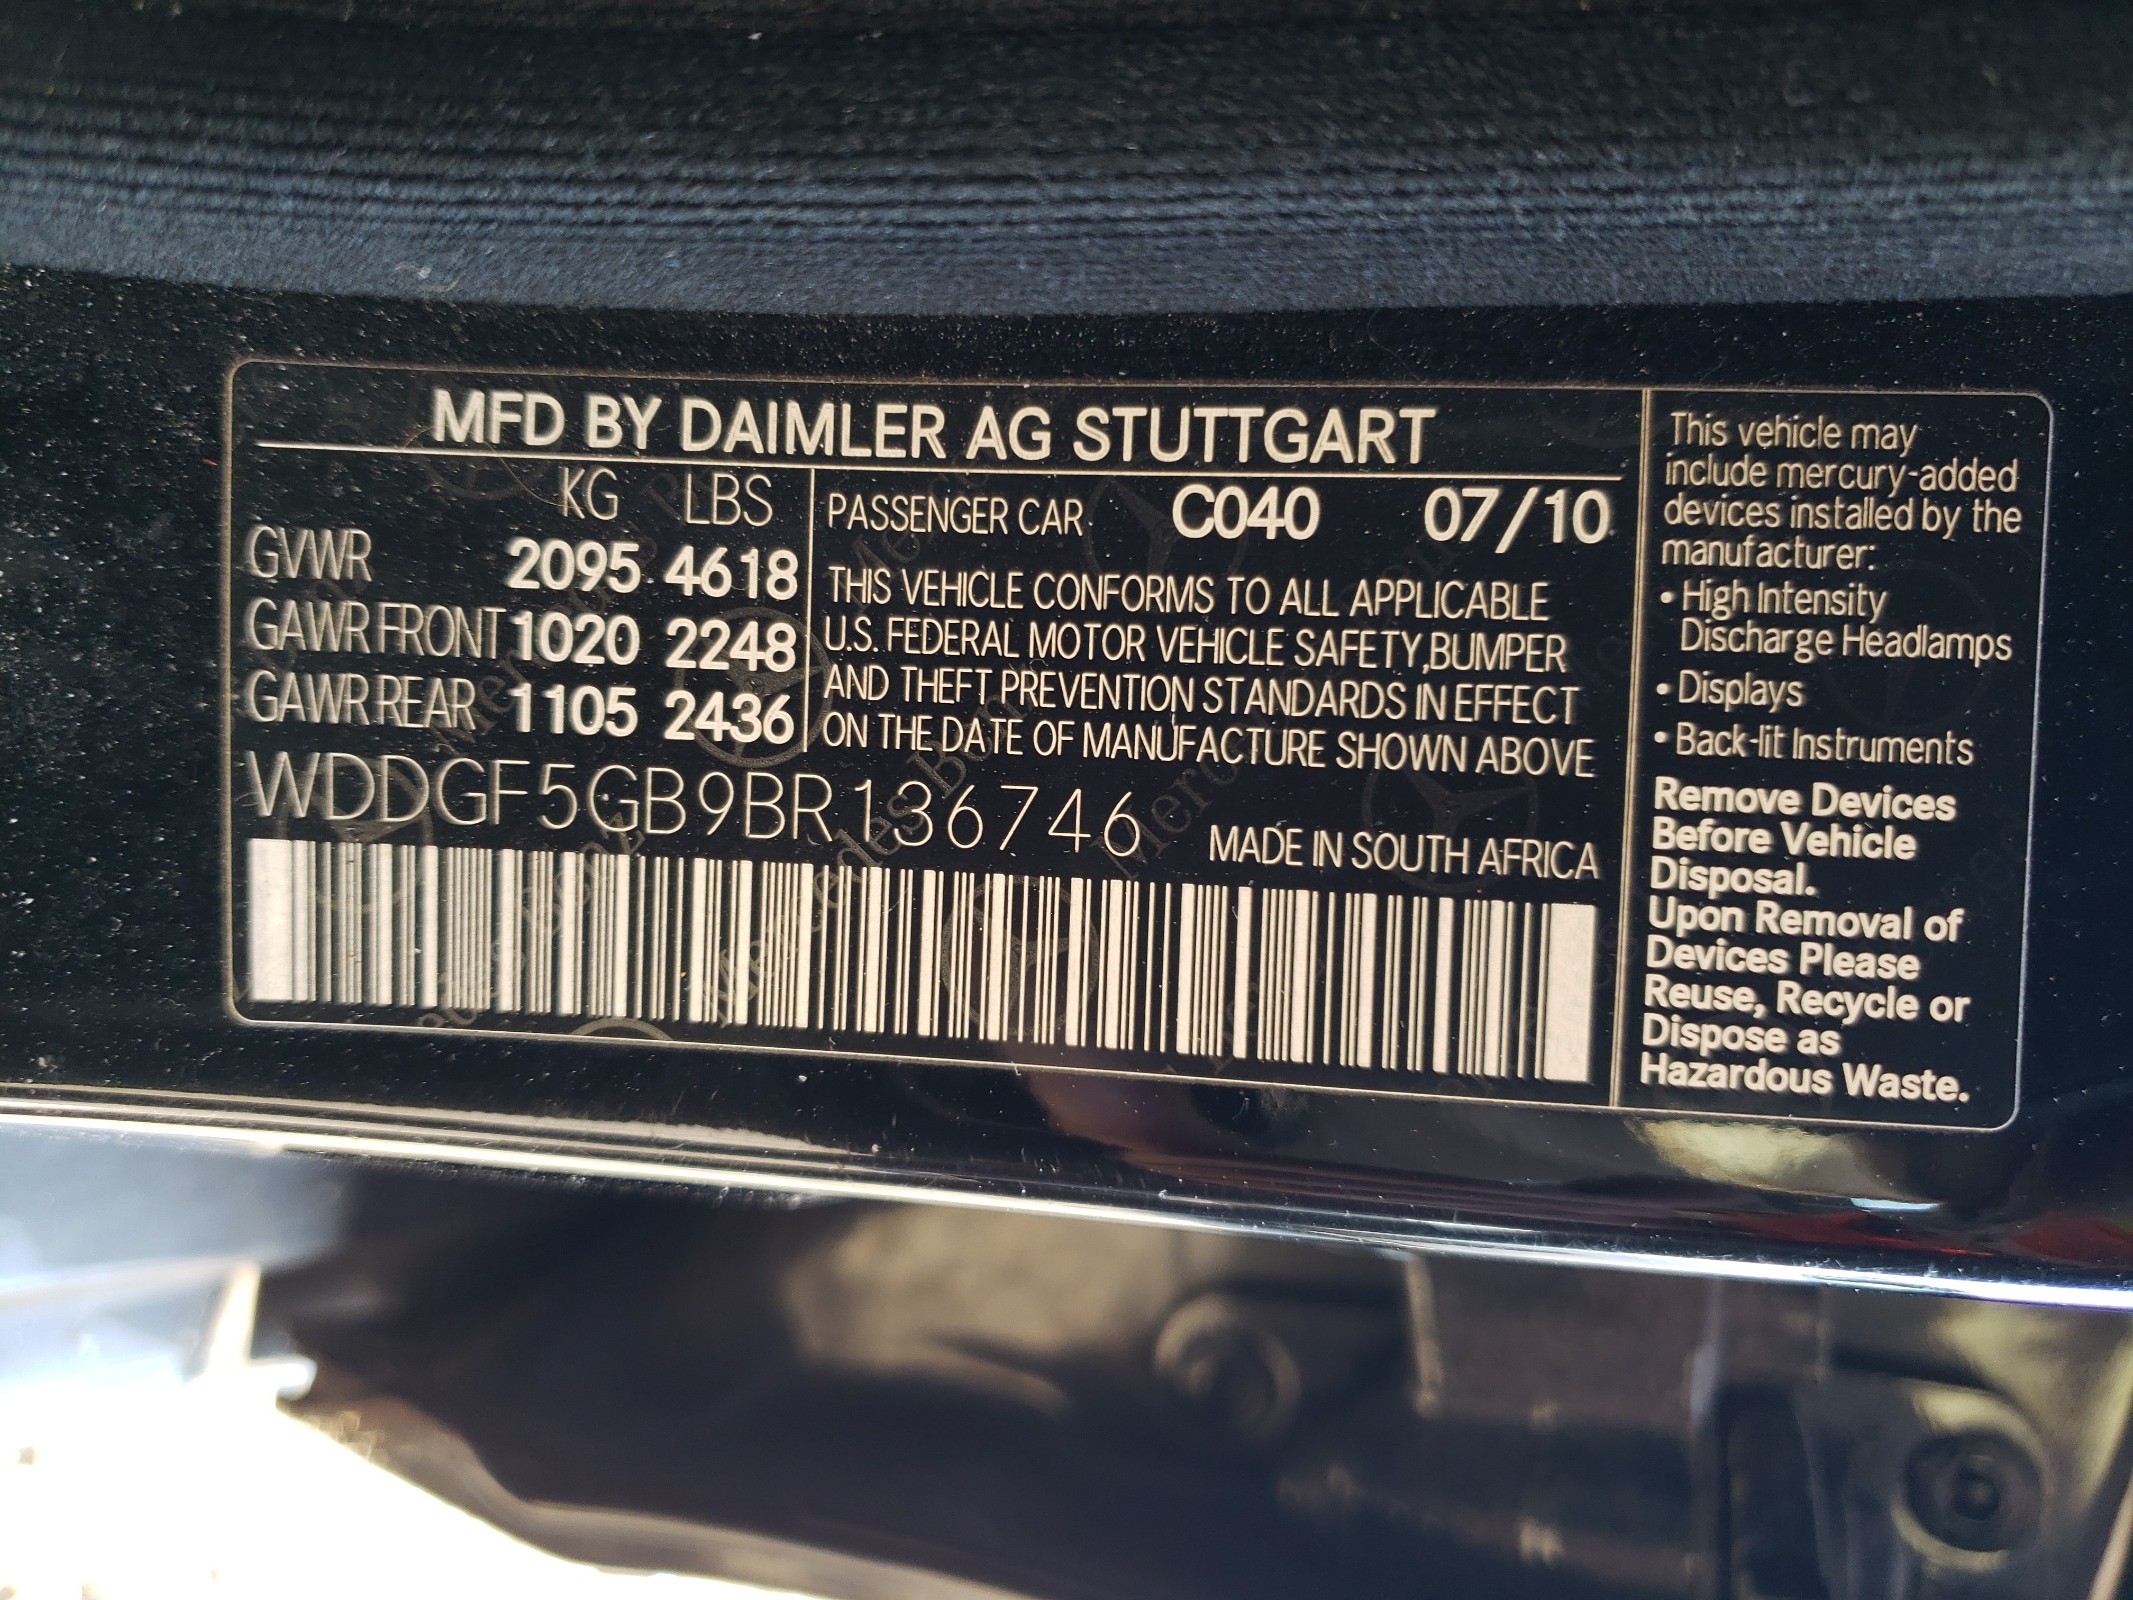 MFD BY DAIMLER AG STUTTGART
KG LBS
GVWR 2095 4618
GAWR FRONT 1020 2248
GAWR REAR 1105 2436
PASSENGER CAR C040 07/10
THIS VEHICLE CONFORMS TO ALL APPLICABLE
U.S. FEDERAL MOTOR VEHICLE SAFETY,BUMPER
AND THEFT PREVENTION STANDARDS IN EFFECT
ON THE DATE OF MANUFACTURE SHOWN ABOVE
WDDGF5GB9BR136746
MADE IN SOUTH AFRICA
This vehicle may
include mercury-added
devices installed by the
manufacturer:
• High Intensity
Discharge Headlamps
• Displays
• Back-lit Instruments
Remove Devices
Before Vehicle
Disposal.
Upon Removal of
Devices Please
Reuse, Recycle or
Dispose as
Hazardous Waste.
Mercedes Benz